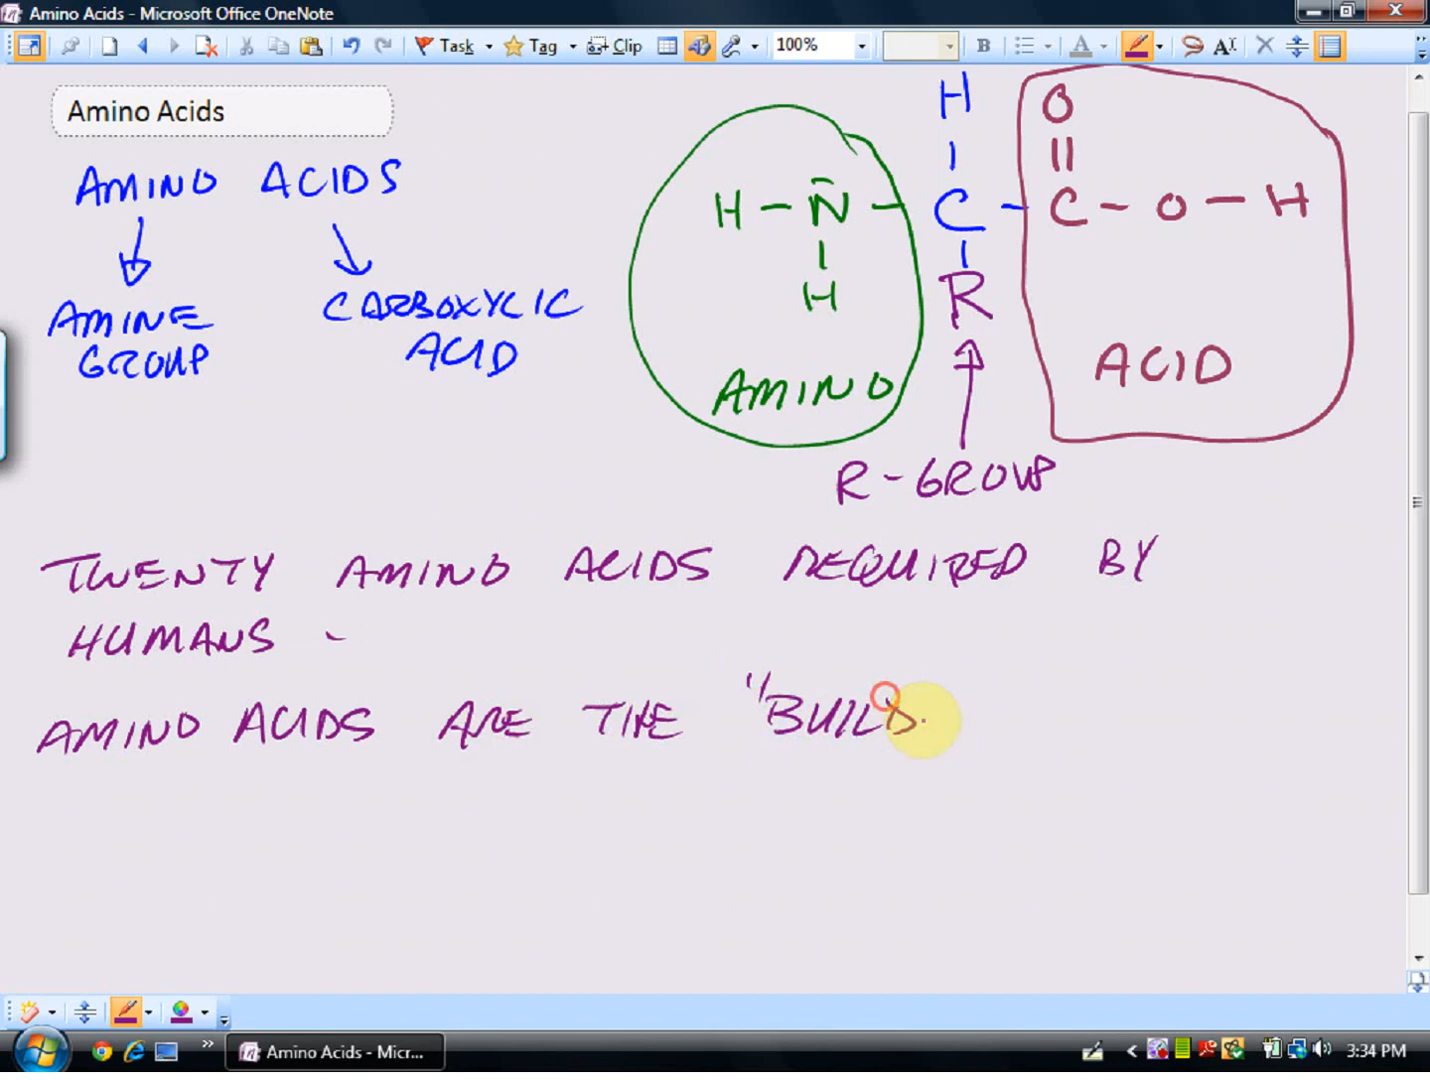 Amino Acids - Microsoft Office OneNote
Task
Tag
Clip
100%
B
A
Amino Acids
AMINO ACIDS
AMINE
GROUP
CARBOXYCIC
ACID
H
O
H - N - C - C - O - H
H
R
AMINO
ACID
R - GROUP
TWENTY AMINO ACIDS REQUIRED BY
HUMANS -
AMINO ACIDS ARE THE "BUILD
Amino Acids - Micr...
3:34 PM